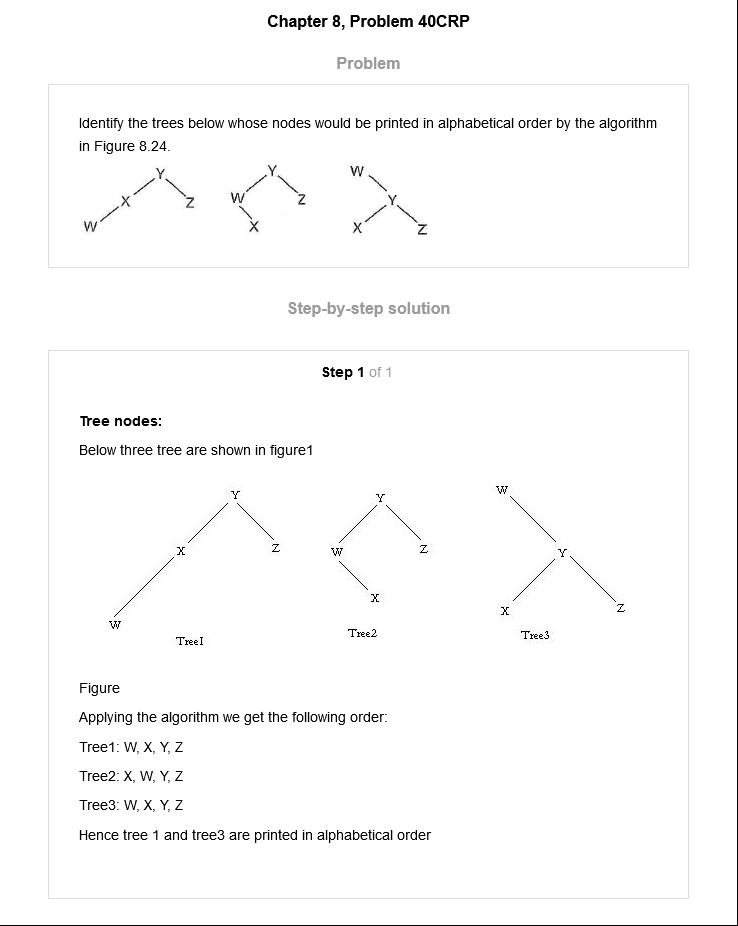 Chapter 8, Problem 40CRP
Problem
Identify the trees below whose nodes would be printed in alphabetical order by the algorithm
in Figure 8.24.
Y Y W
X Z W Z Y
W X X Z
Step-by-step solution
Step 1 of 1
Tree nodes:
Below three tree are shown in figure1
Y Y W
X Z W Z Y
W X X Z
Tree1 Tree2 Tree3
Figure
Applying the algorithm we get the following order:
Tree1: W, X, Y, Z
Tree2: X, W, Y, Z
Tree3: W, X, Y, Z
Hence tree 1 and tree3 are printed in alphabetical order